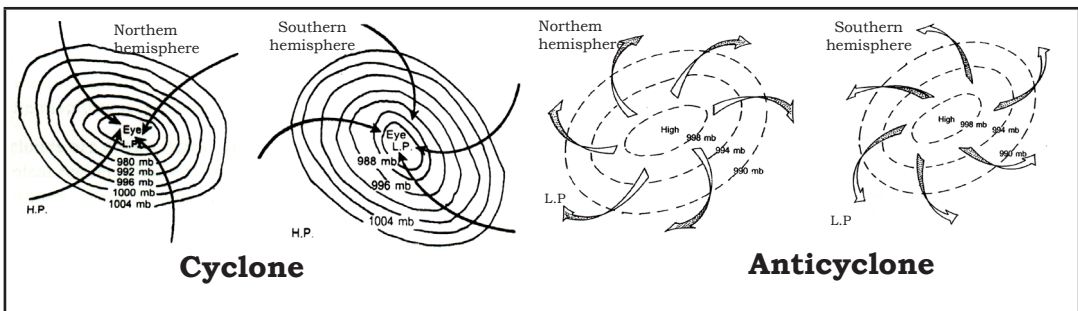 Northem
hemisphere
Eye
L.P.
980 mb
992 mb
996 mb
1000 mb
1004 mb
H.P.
Southern
hemisphere
Eye
L.P.
988 mb
996 mb
1004 mb
H.P.
Cyclone
Northern
hemisphere
High
998 mb
994 mb
990 mb
L.P
Southern
hemisphere
High
998 mb
994 mb
990 mb
L.P
Anticyclone